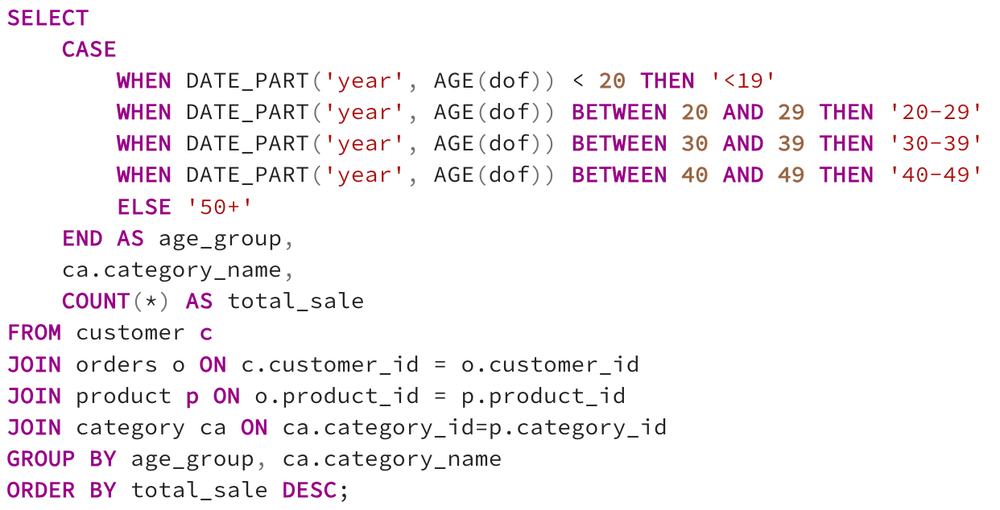 SELECT
    CASE
        WHEN DATE_PART('year', AGE(dof)) < 20 THEN '<19'
        WHEN DATE_PART('year', AGE(dof)) BETWEEN 20 AND 29 THEN '20-29'
        WHEN DATE_PART('year', AGE(dof)) BETWEEN 30 AND 39 THEN '30-39'
        WHEN DATE_PART('year', AGE(dof)) BETWEEN 40 AND 49 THEN '40-49'
        ELSE '50+'
    END AS age_group,
    ca.category_name,
    COUNT(*) AS total_sale
FROM customer c
JOIN orders o ON c.customer_id = o.customer_id
JOIN product p ON o.product_id = p.product_id
JOIN category ca ON ca.category_id=p.category_id
GROUP BY age_group, ca.category_name
ORDER BY total_sale DESC;